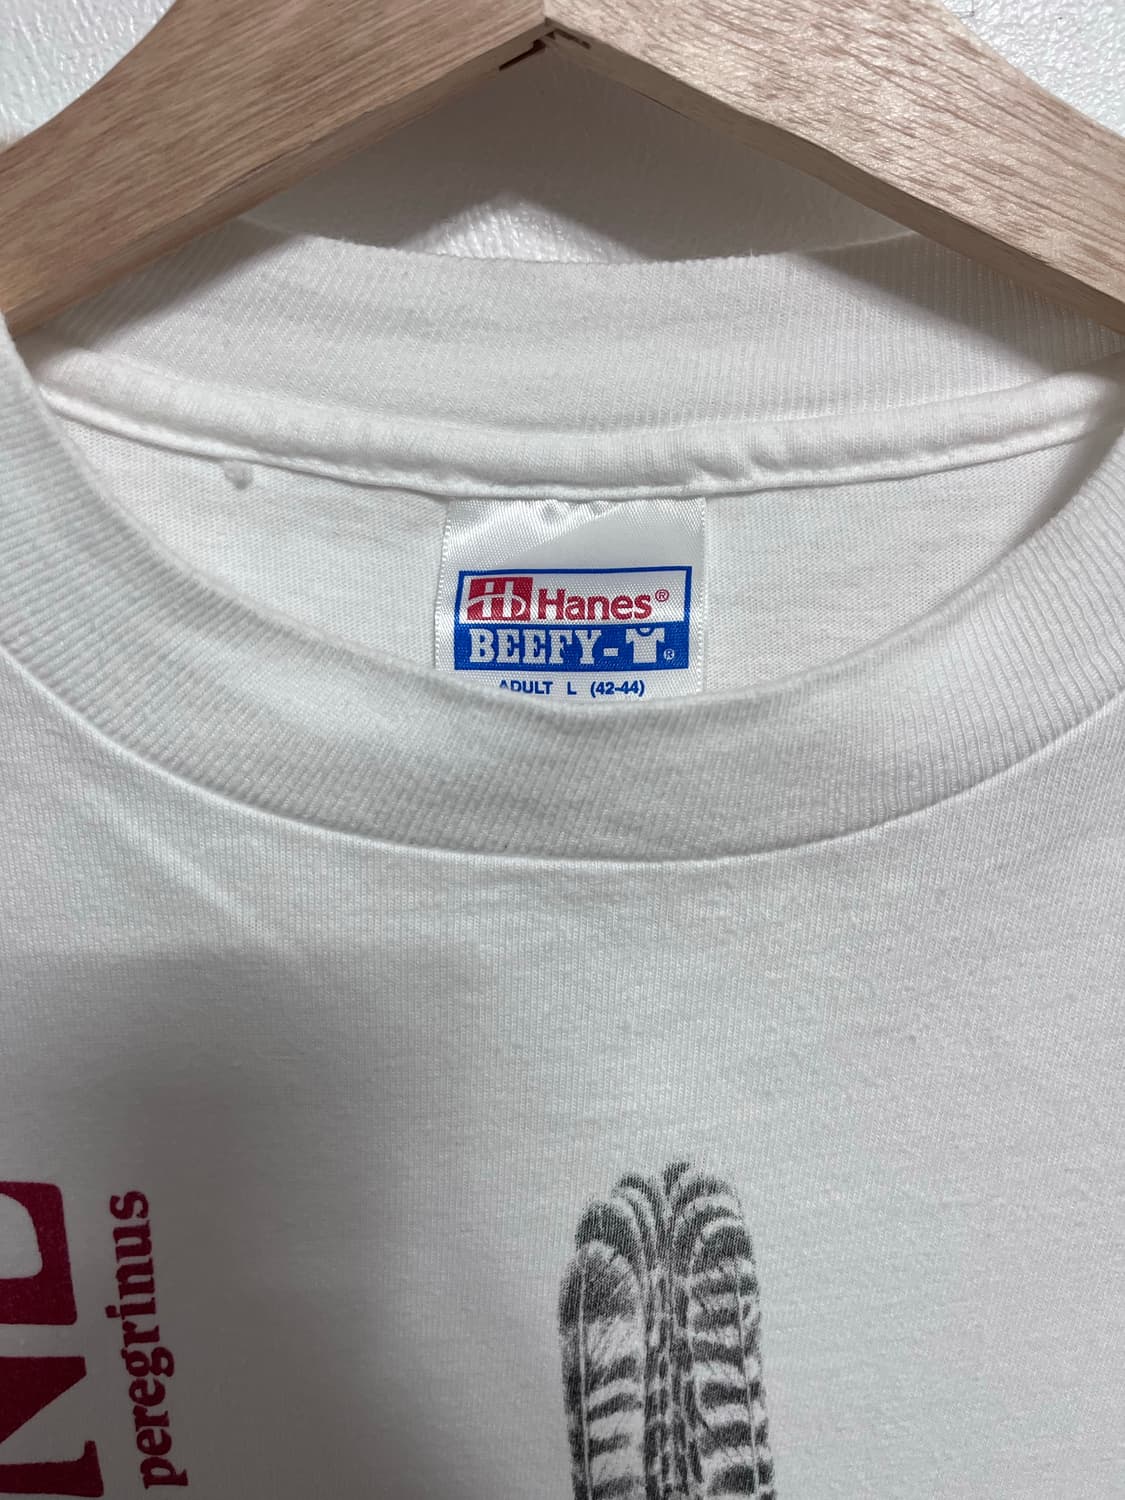 Hanes®
BEEFY-T®
ADULT L (42-44)
peregrinus